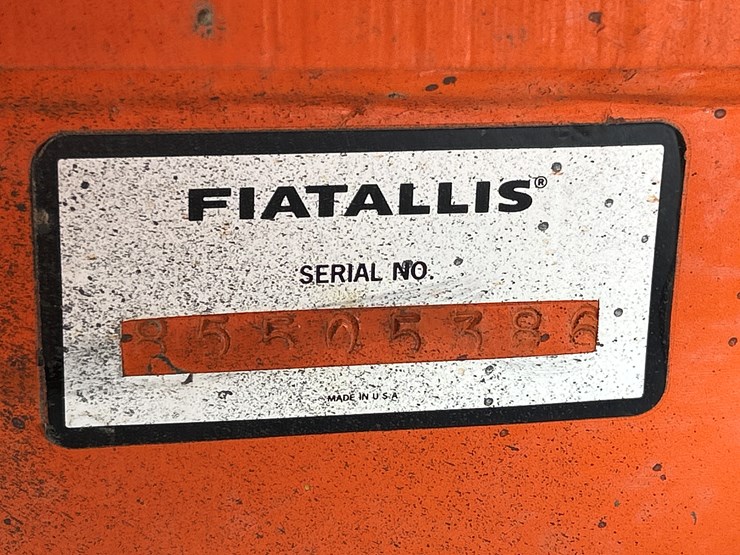 FIATALLIS®
SERIAL NO.
85505386
MADE IN U S A